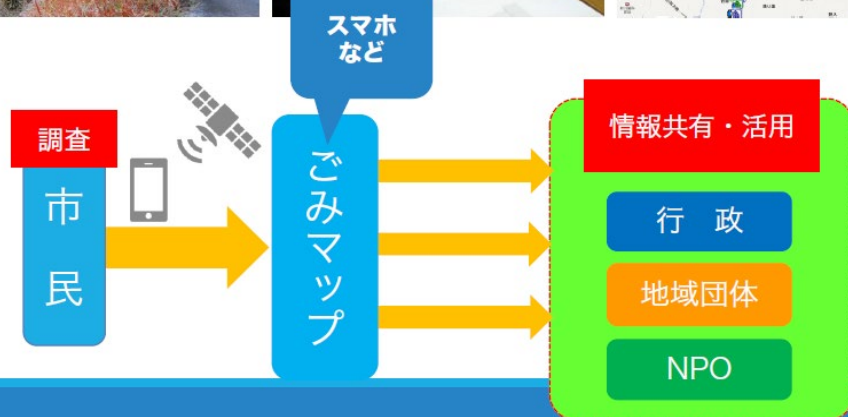 スマホ
など
調査
市民
ごみマップ
情報共有・活用
行 政
地域団体
NPO